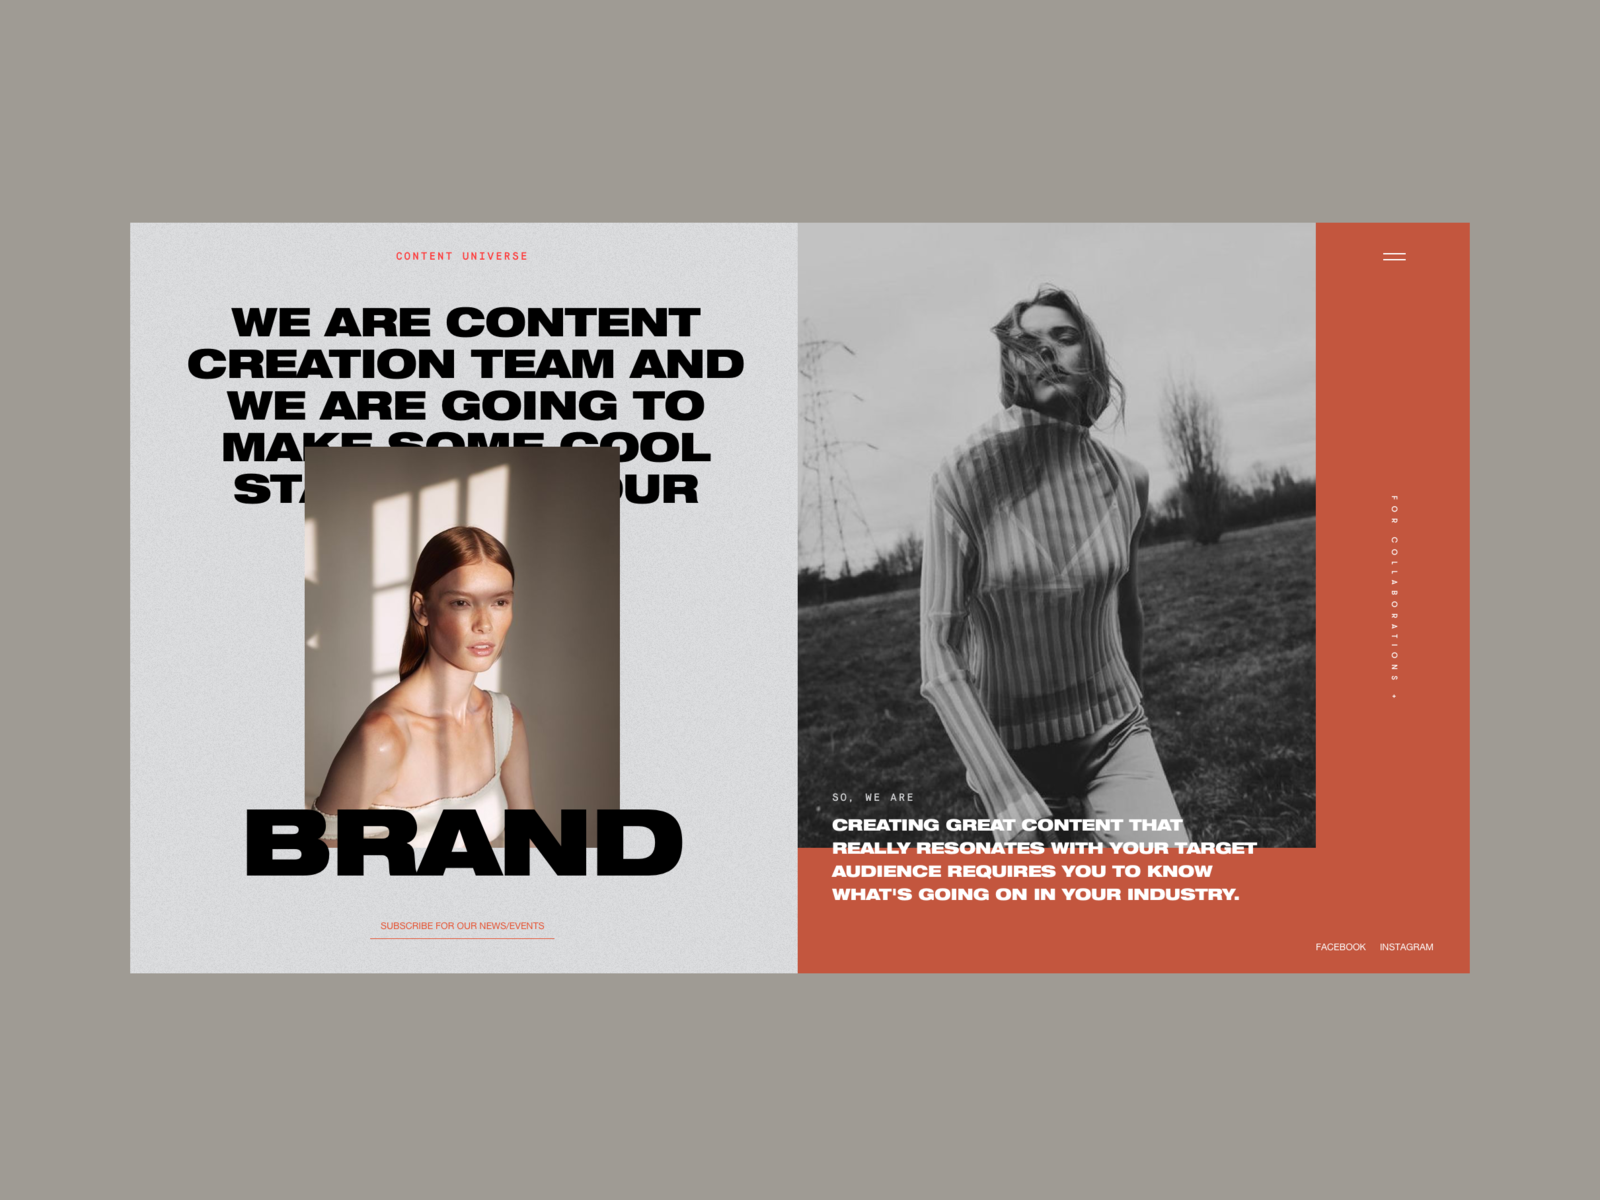 CONTENT UNIVERSE
WE ARE CONTENT
CREATION TEAM AND
WE ARE GOING TO
MAKE SOME COOL
BRAND
SUBSCRIBE FOR OUR NEWS/EVENTS
SO, WE ARE
CREATING GREAT CONTENT THAT
REALLY RESONATES WITH YOUR TARGET
AUDIENCE REQUIRES YOU TO KNOW
WHAT'S GOING ON IN YOUR INDUSTRY.
FOR COLLABORATIONS +
FACEBOOK INSTAGRAM